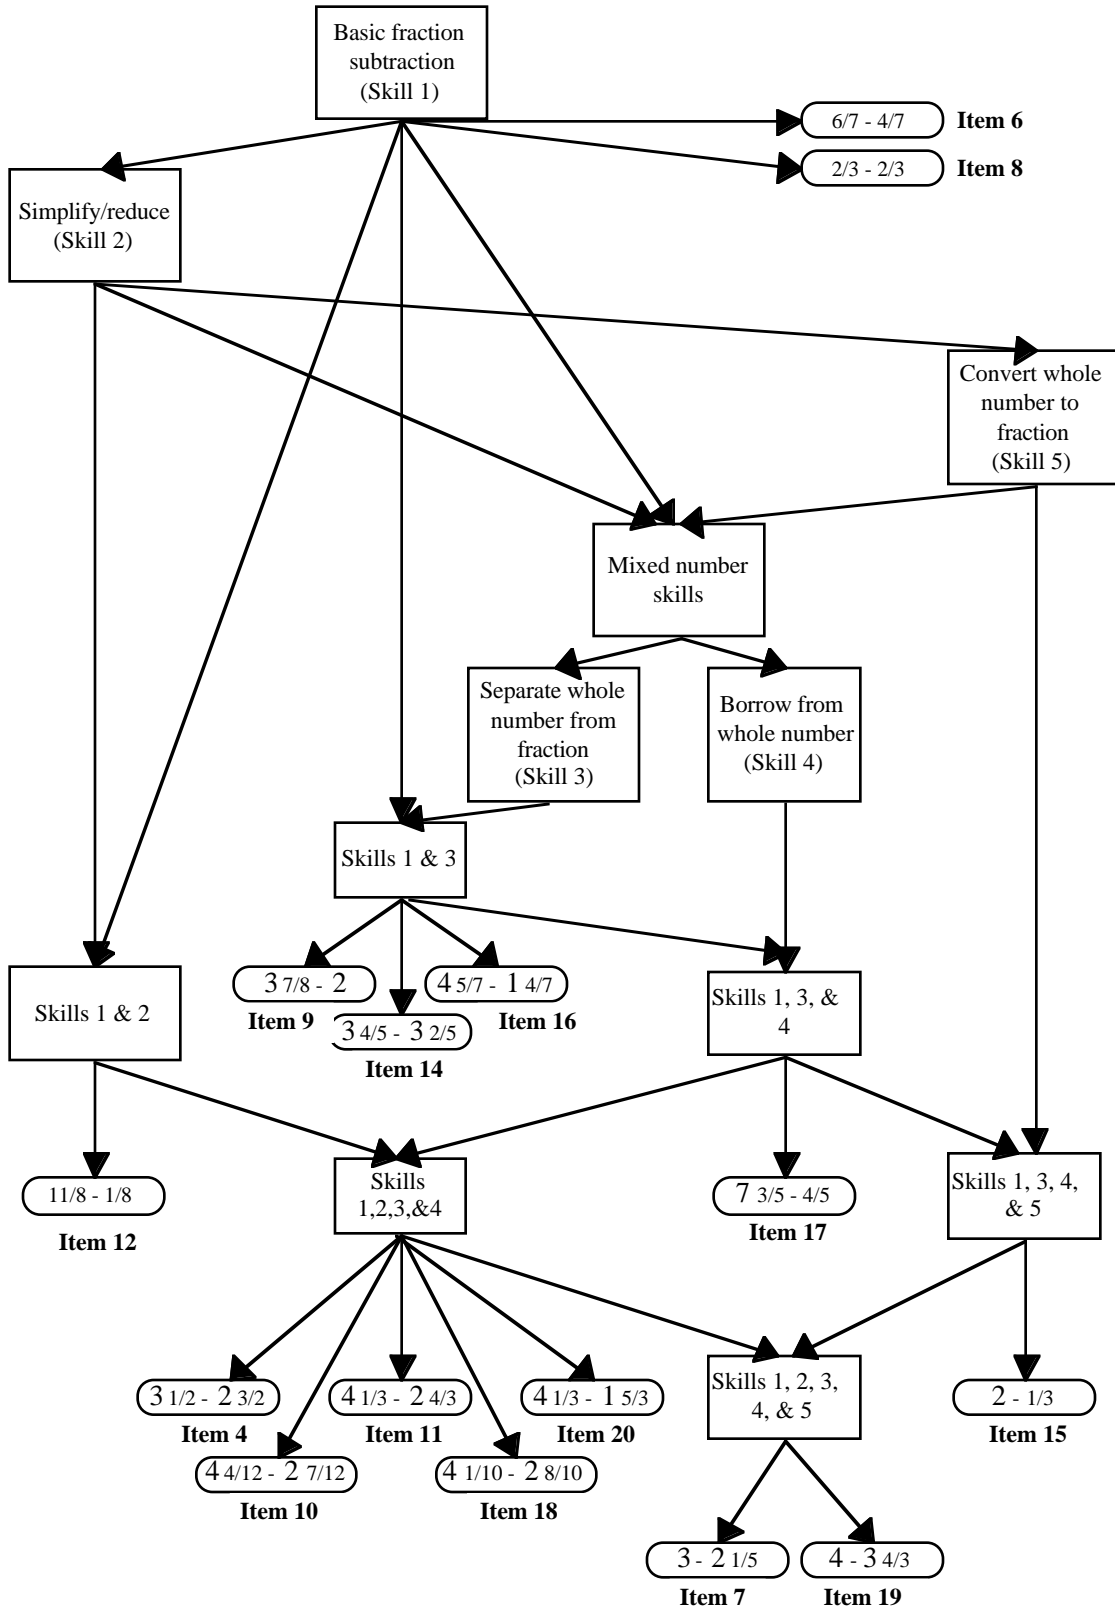 Basic fraction
subtraction
(Skill 1)
6/7 - 4/7 Item 6
2/3 - 2/3 Item 8
Simplify/reduce
(Skill 2)
Convert whole
number to
fraction
(Skill 5)
Mixed number
skills
Separate whole
number from
fraction
(Skill 3)
Borrow from
whole number
(Skill 4)
Skills 1 & 3
Skills 1 & 2
3 7/8 - 2
Item 9
4 5/7 - 1 4/7
Item 16
3 4/5 - 3 2/5
Item 14
Skills 1, 3, &
4
11/8 - 1/8
Item 12
Skills
1,2,3,&4
7 3/5 - 4/5
Item 17
Skills 1, 3, 4,
& 5
3 1/2 - 2 3/2
Item 4
4 1/3 - 2 4/3
Item 11
4 1/3 - 1 5/3
Item 20
Skills 1, 2, 3,
4, & 5
2 - 1/3
Item 15
4 4/12 - 2 7/12
Item 10
4 1/10 - 2 8/10
Item 18
3 - 2 1/5
Item 7
4 - 3 4/3
Item 19